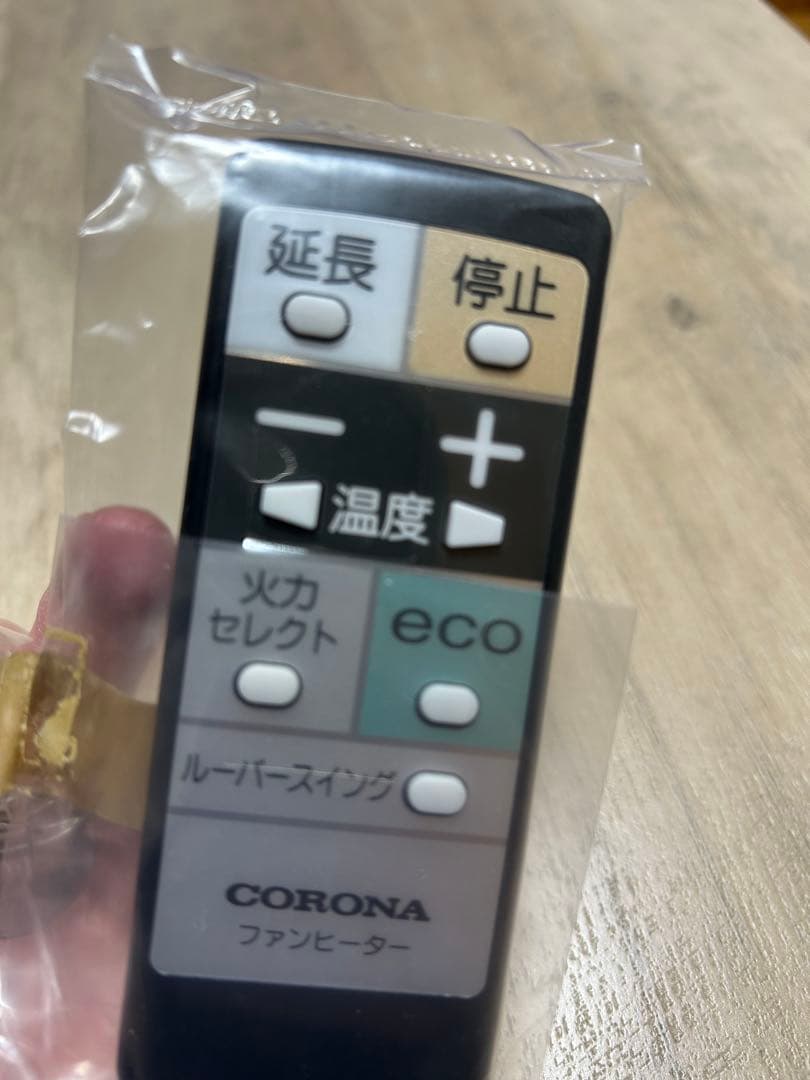 延長
停止
－ ＋
温度
火力
セレクト
eco
ルーバースイング
CORONA
ファンヒーター